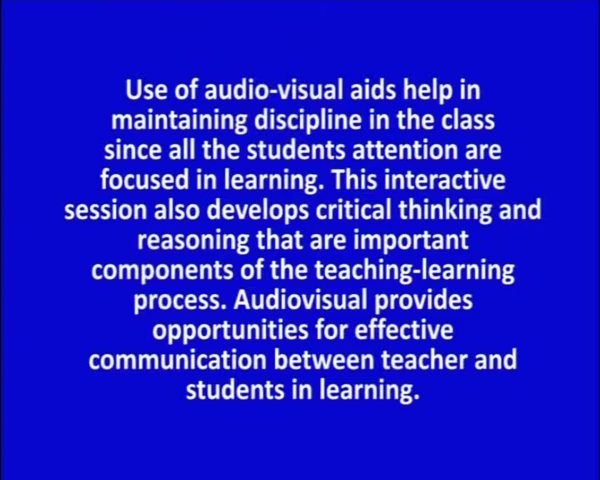 Use of audio-visual aids help in
maintaining discipline in the class
since all the students attention are
focused in learning. This interactive
session also develops critical thinking and
reasoning that are important
components of the teaching-learning
process. Audiovisual provides
opportunities for effective
communication between teacher and
students in learning.